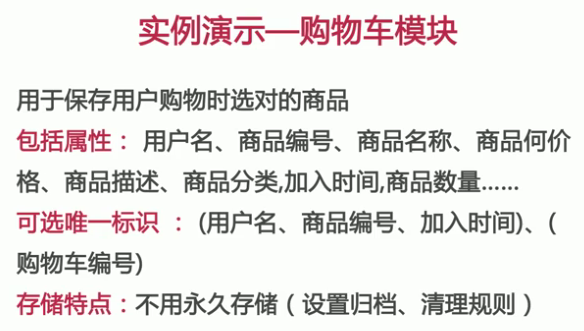 实例演示—购物车模块
用于保存用户购物时选对的商品
包括属性： 用户名、商品编号、商品名称、商品何价
格、商品描述、商品分类,加入时间,商品数量……
可选唯一标识 ： (用户名、商品编号、加入时间)、(
购物车编号)
存储特点：不用永久存储（设置归档、清理规则）